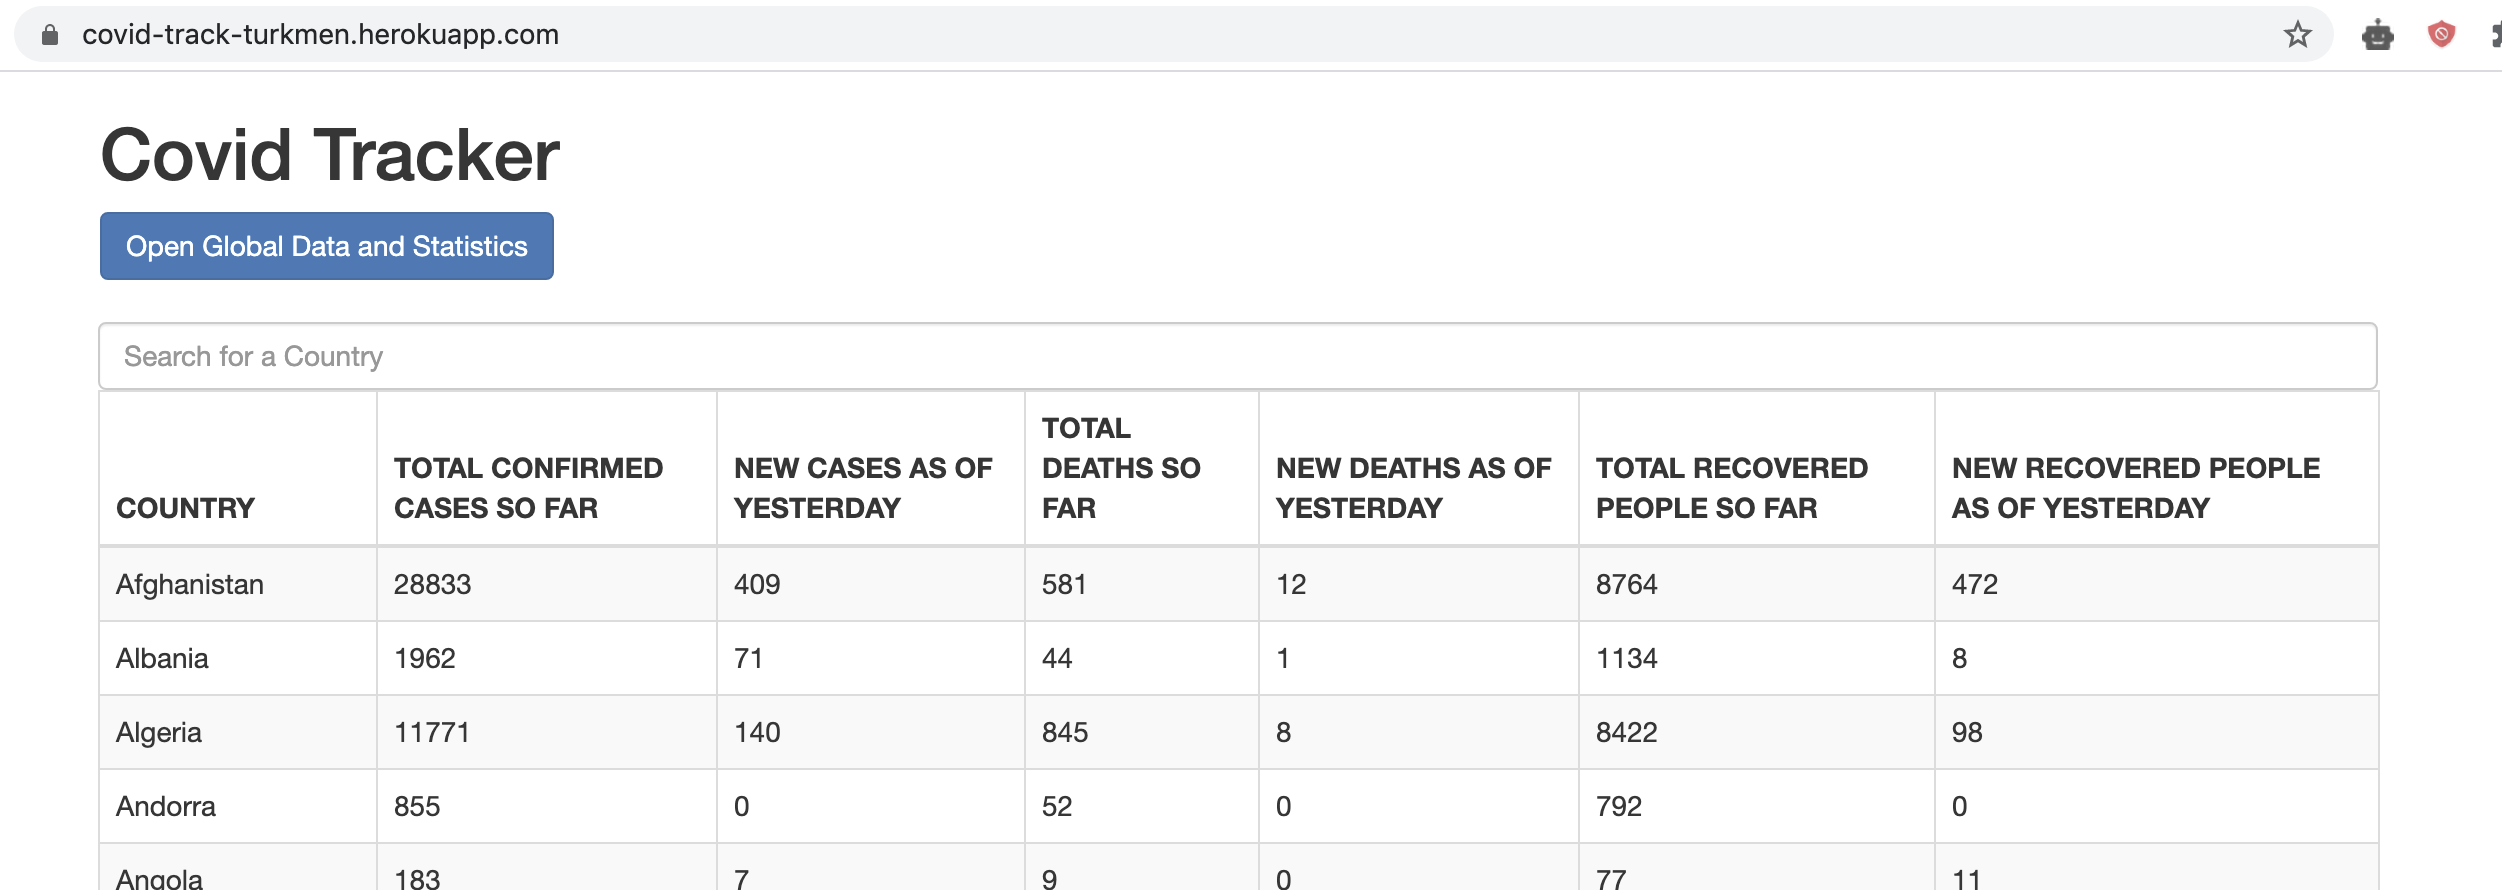 covid-track-turkmen.herokuapp.com
Covid Tracker
Open Global Data and Statistics
Search for a Country
COUNTRY TOTAL CONFIRMED CASES SO FAR NEW CASES AS OF YESTERDAY TOTAL DEATHS SO FAR NEW DEATHS AS OF YESTERDAY TOTAL RECOVERED PEOPLE SO FAR NEW RECOVERED PEOPLE AS OF YESTERDAY
Afghanistan 28833 409 581 12 8764 472
Albania 1962 71 44 1 1134 8
Algeria 11771 140 845 8 8422 98
Andorra 855 0 52 0 792 0
Angola 183 7 9 0 77 11